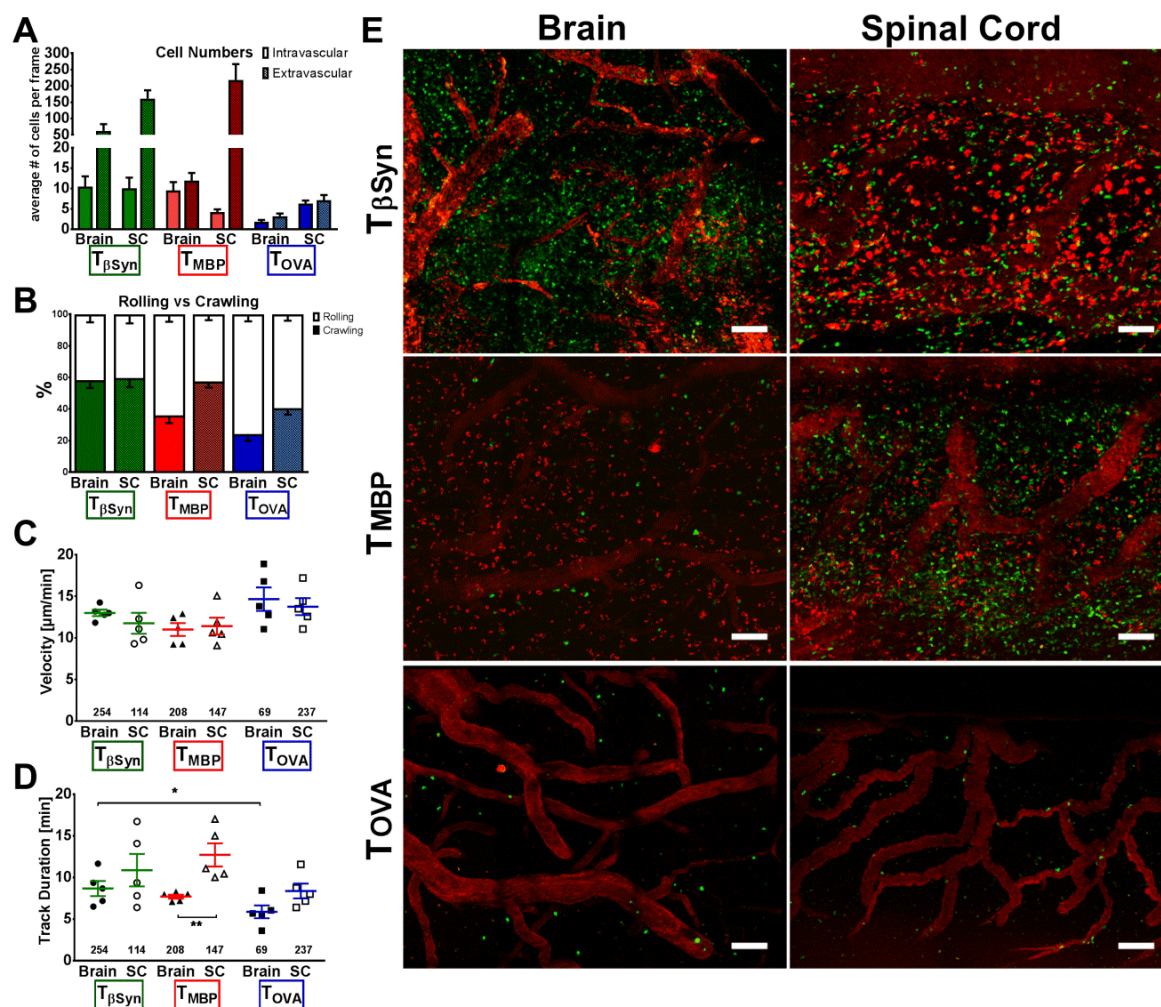 A
Cell Numbers
Intravascular
Extravascular
average # of cells per frame
300
250
200
150
100
50
20
15
10
5
0
Brain SC Brain SC Brain SC
TβSyn TMBP TOVA
B
Rolling vs Crawling
Rolling
Crawling
%
100
80
60
40
20
0
Brain SC Brain SC Brain SC
TβSyn TMBP TOVA
C
Velocity [µm/min]
20
15
10
5
0
254 114 208 147 69 237
Brain SC Brain SC Brain SC
TβSyn TMBP TOVA
D
Track Duration [min]
20
15
10
5
0
*
**
254 114 208 147 69 237
Brain SC Brain SC Brain SC
TβSyn TMBP TOVA
E
Brain Spinal Cord
TβSyn
TMBP
TOVA